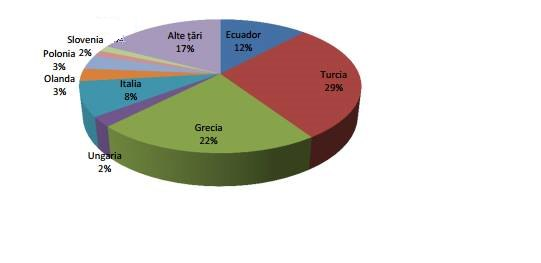 Ecuador
12%
Turcia
29%
Grecia
22%
Ungaria
2%
Italia
8%
Olanda
3%
Polonia
3%
Slovenia
2%
Alte țări
17%